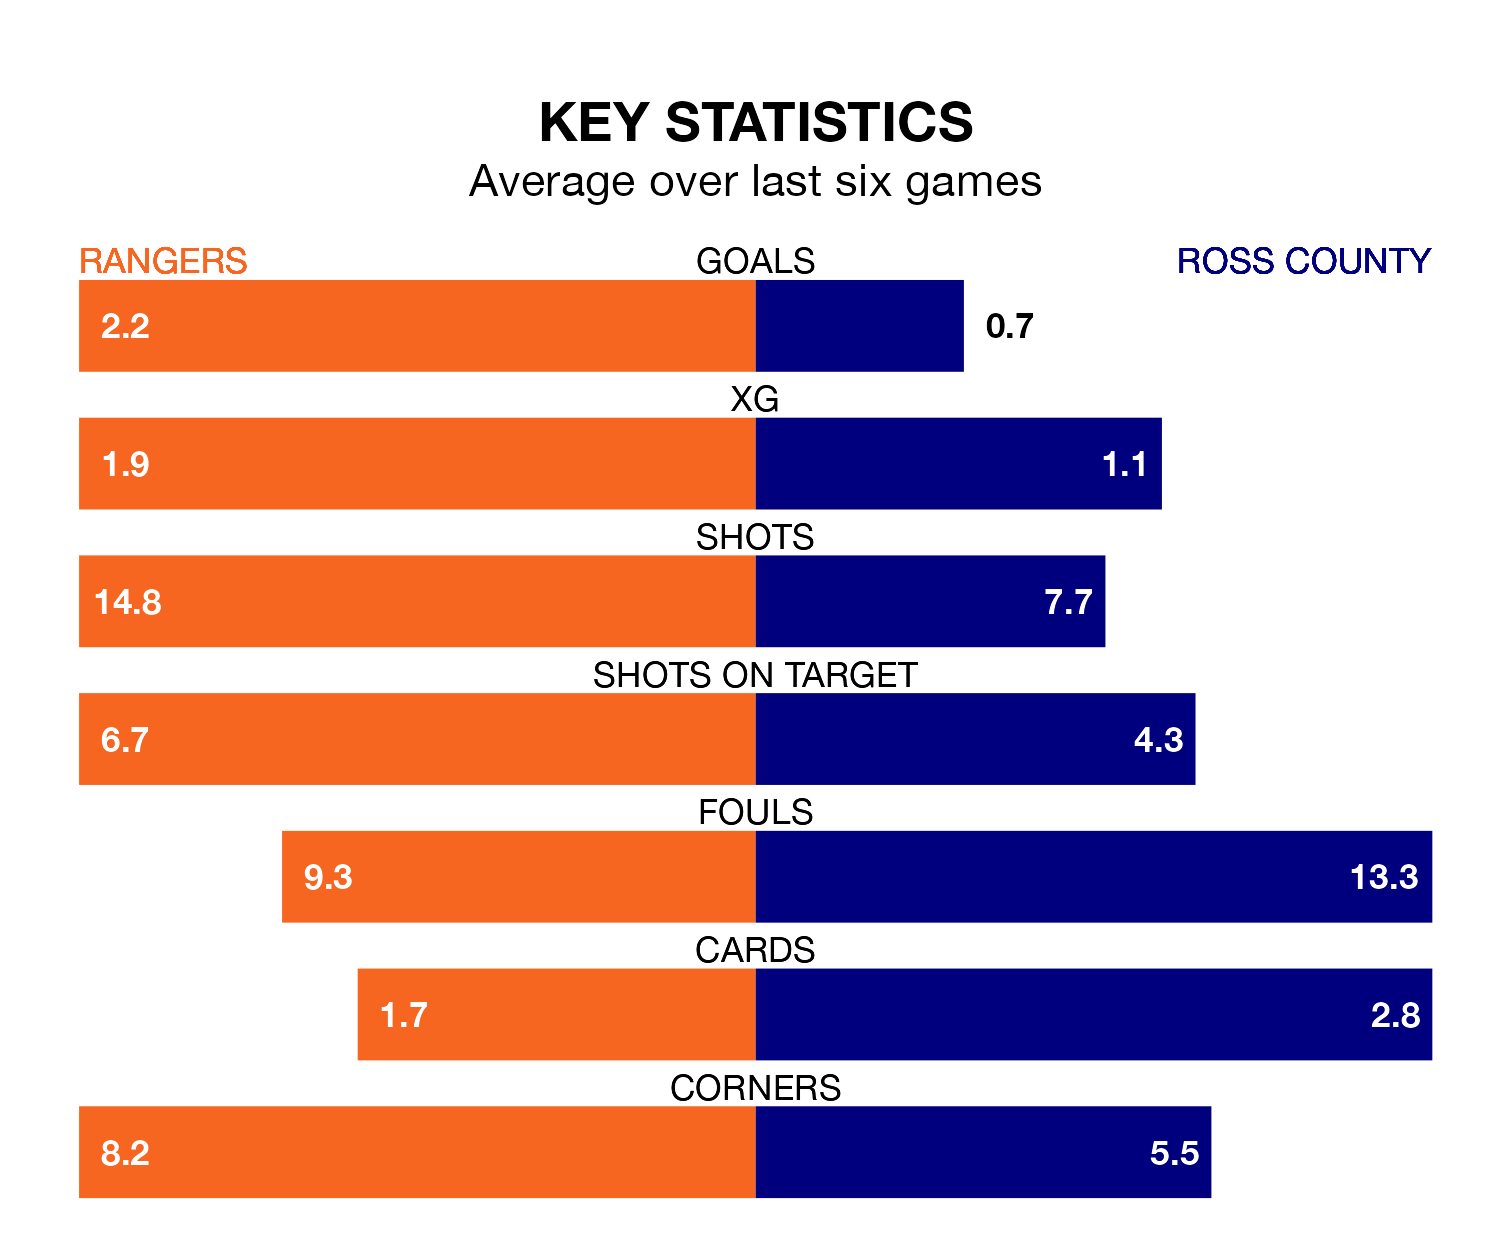 KEY STATISTICS
Average over last six games
RANGERS GOALS ROSS COUNTY
2.2 0.7
XG
1.9 1.1
SHOTS
14.8 7.7
SHOTS ON TARGET
6.7 4.3
FOULS
9.3 13.3
CARDS
1.7 2.8
CORNERS
8.2 5.5